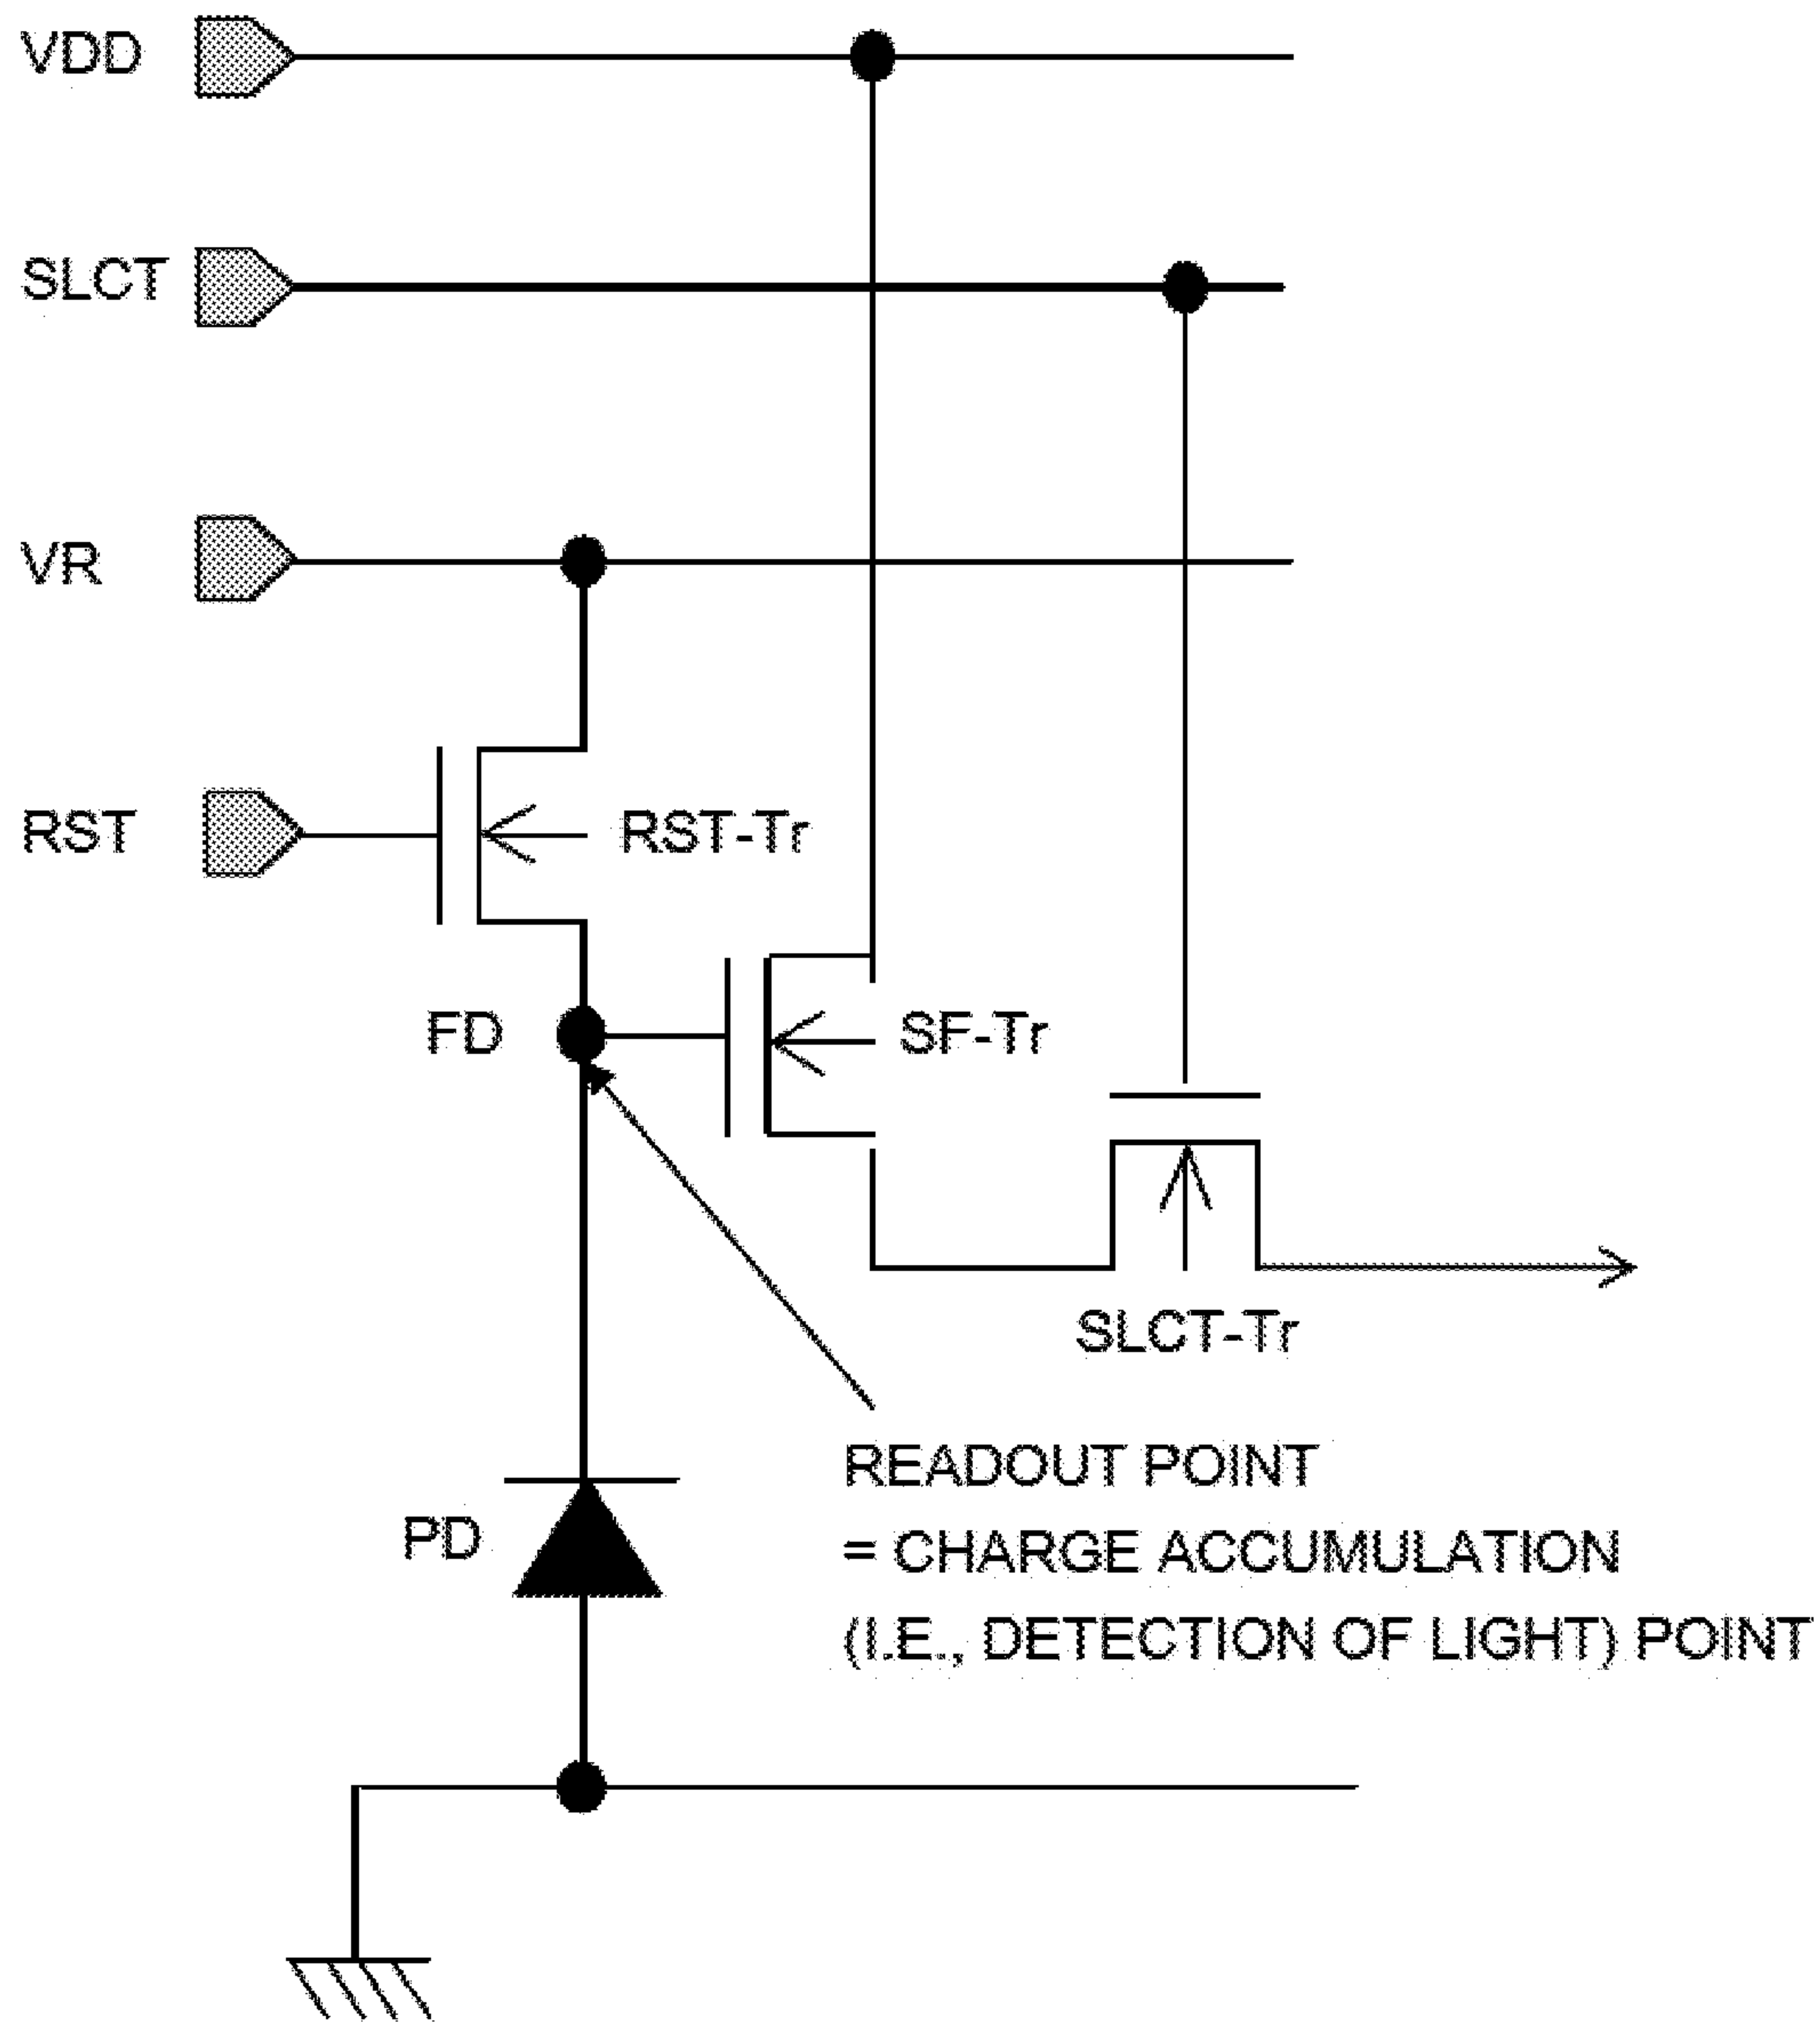 VDD
SLCT
VR
RST
RST-Tr
FD
SF-Tr
SLCT-Tr
READOUT POINT
= CHARGE ACCUMULATION
(I.E., DETECTION OF LIGHT) POINT
PD